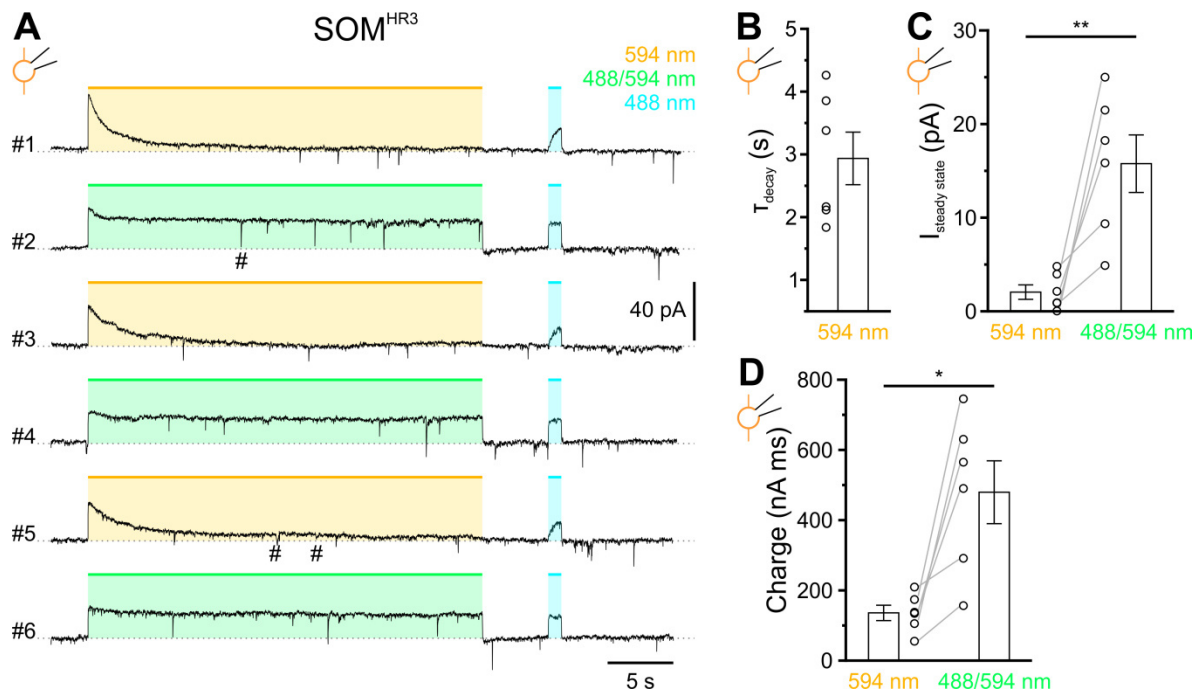 A
SOM^HR3
594 nm
488/594 nm
488 nm
#1
#2
#
#3
40 pA
#4
#5
# #
#6
5 s
B
τdecay (s)
5
4
3
2
1
594 nm
C
Isteady state (pA)
**
30
20
10
0
594 nm 488/594 nm
D
Charge (nA ms)
*
800
600
400
200
0
594 nm 488/594 nm